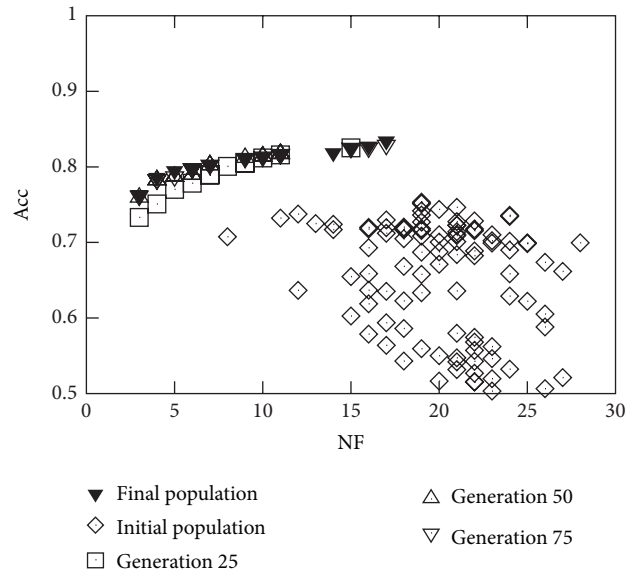 1
0.9
0.8
Acc
0.7
0.6
0.5
0 5 10 15 20 25 30
NF
Final population
Initial population
Generation 25
Generation 50
Generation 75